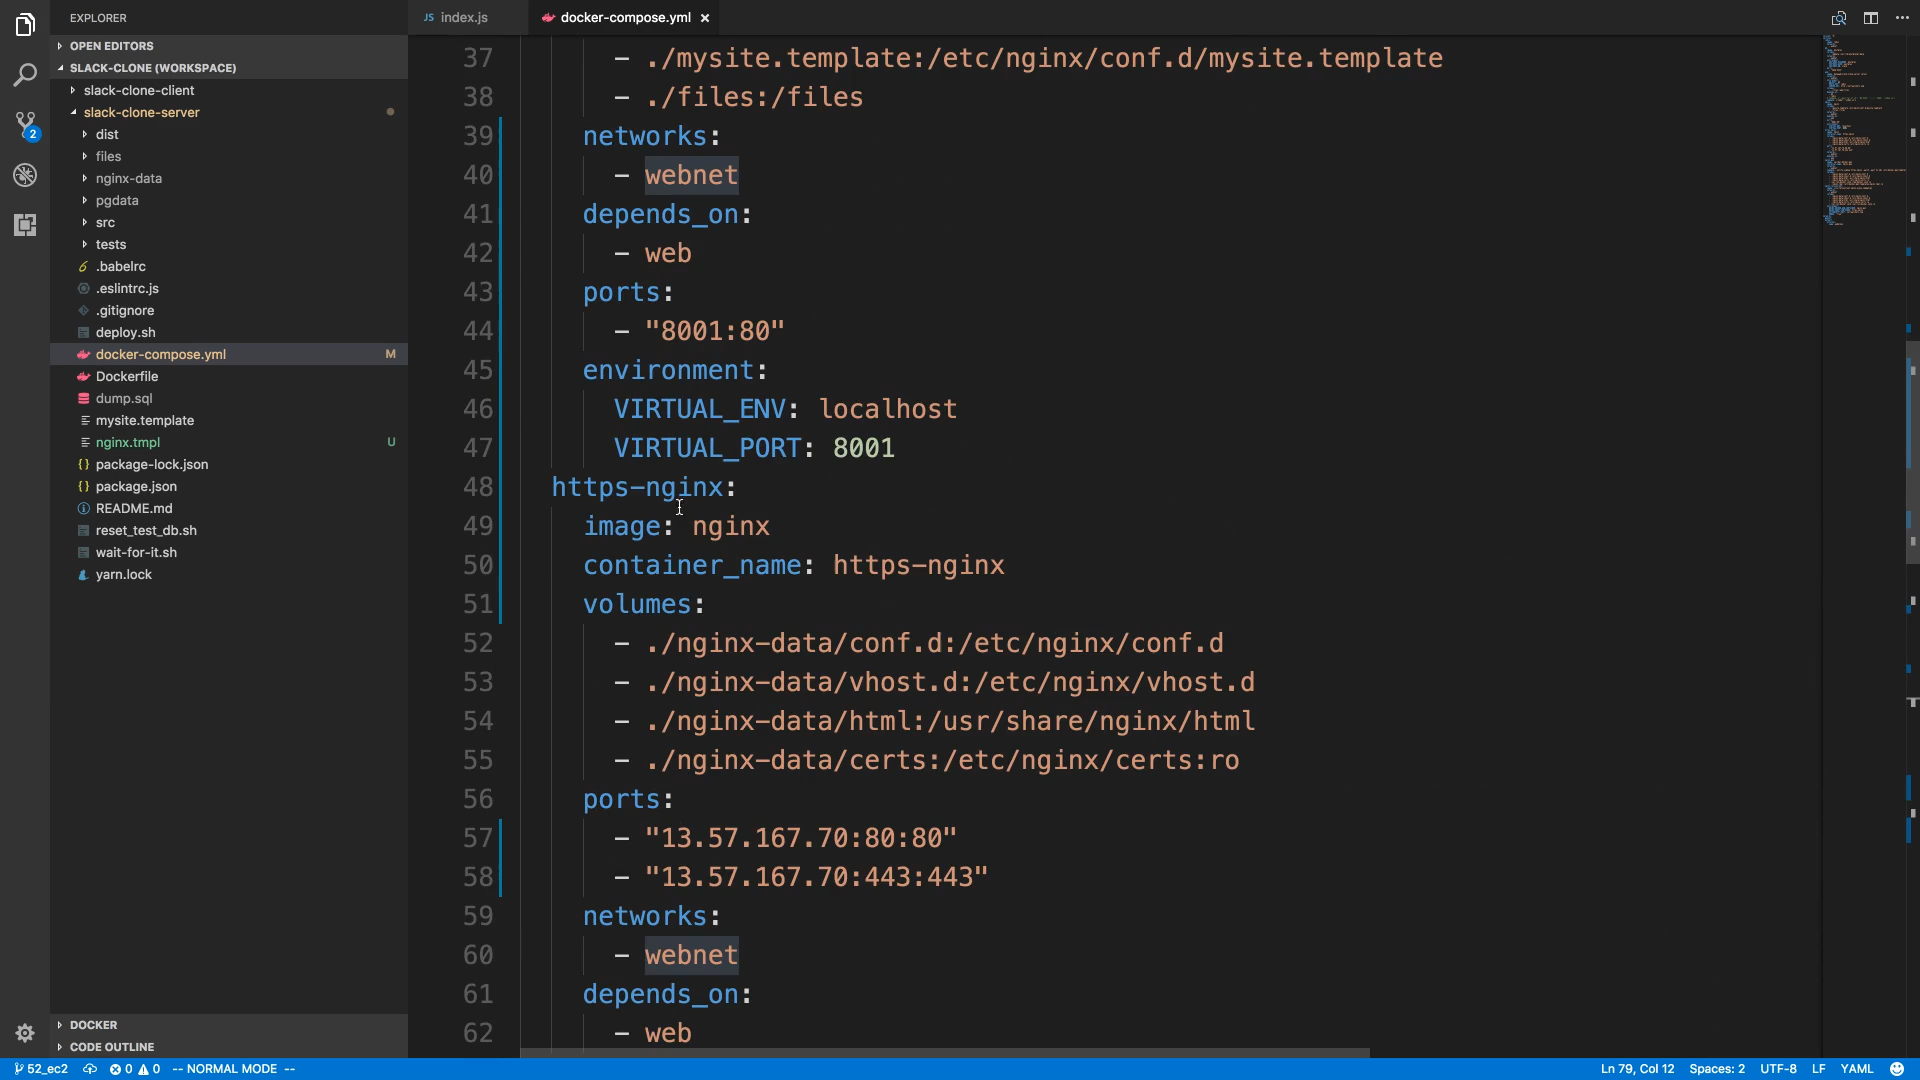 EXPLORER
OPEN EDITORS
SLACK-CLONE (WORKSPACE)
slack-clone-client
slack-clone-server
dist
files
nginx-data
pgdata
src
tests
.babelrc
.eslintrc.js
.gitignore
deploy.sh
docker-compose.yml M
Dockerfile
dump.sql
mysite.template
nginx.tmpl U
package-lock.json
package.json
README.md
reset_test_db.sh
wait-for-it.sh
yarn.lock
DOCKER
CODE OUTLINE
2
JS index.js docker-compose.yml ×
37 - ./mysite.template:/etc/nginx/conf.d/mysite.template
38 - ./files:/files
39 networks:
40 - webnet
41 depends_on:
42 - web
43 ports:
44 - "8001:80"
45 environment:
46 VIRTUAL_ENV: localhost
47 VIRTUAL_PORT: 8001
48 https-nginx:
49 image: nginx
50 container_name: https-nginx
51 volumes:
52 - ./nginx-data/conf.d:/etc/nginx/conf.d
53 - ./nginx-data/vhost.d:/etc/nginx/vhost.d
54 - ./nginx-data/html:/usr/share/nginx/html
55 - ./nginx-data/certs:/etc/nginx/certs:ro
56 ports:
57 - "13.57.167.70:80:80"
58 - "13.57.167.70:443:443"
59 networks:
60 - webnet
61 depends_on:
62 - web
52_ec2 0 0 -- NORMAL MODE -- Ln 79, Col 12 Spaces: 2 UTF-8 LF YAML